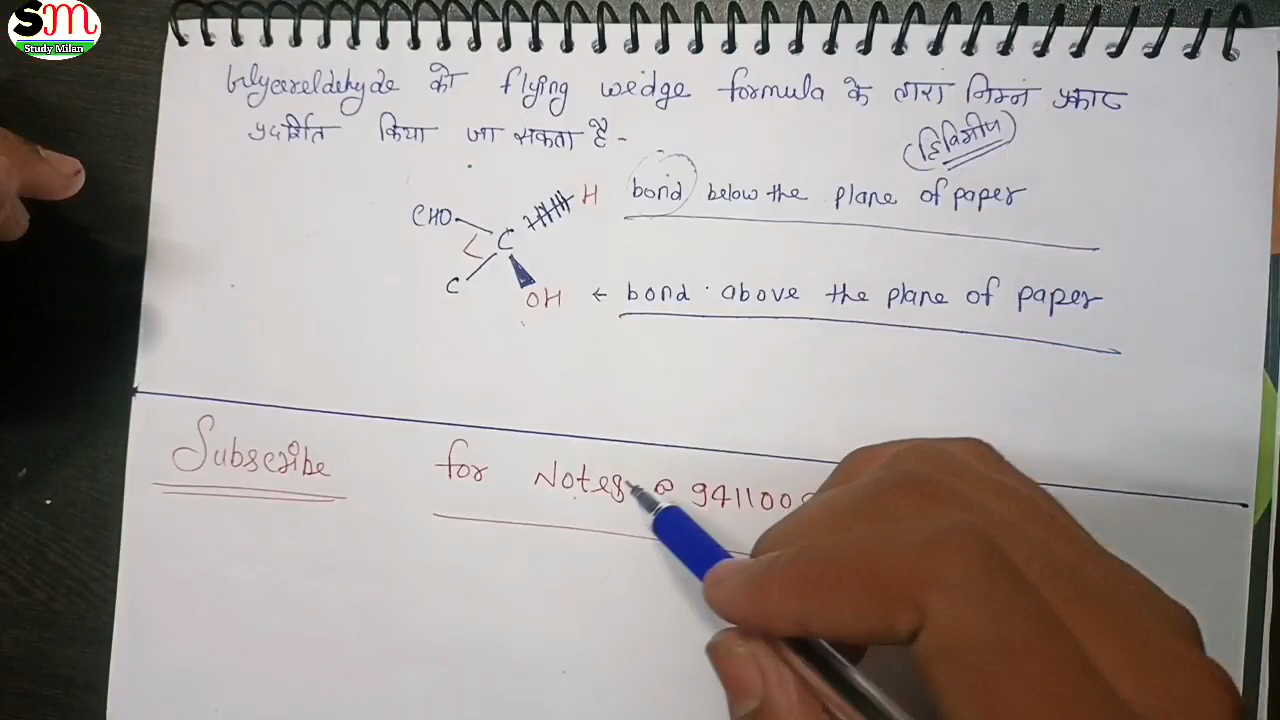 SM
Study Milan
Glycereldehyde को flying wedge formula के द्वारा निम्न प्रकार
प्रदर्शित किया जा सकता है -
(द्विविमीय)
CHO
C
H
bond below the plane of paper
C
OH
← bond above the plane of paper
Subscribe for Notes @ 941100